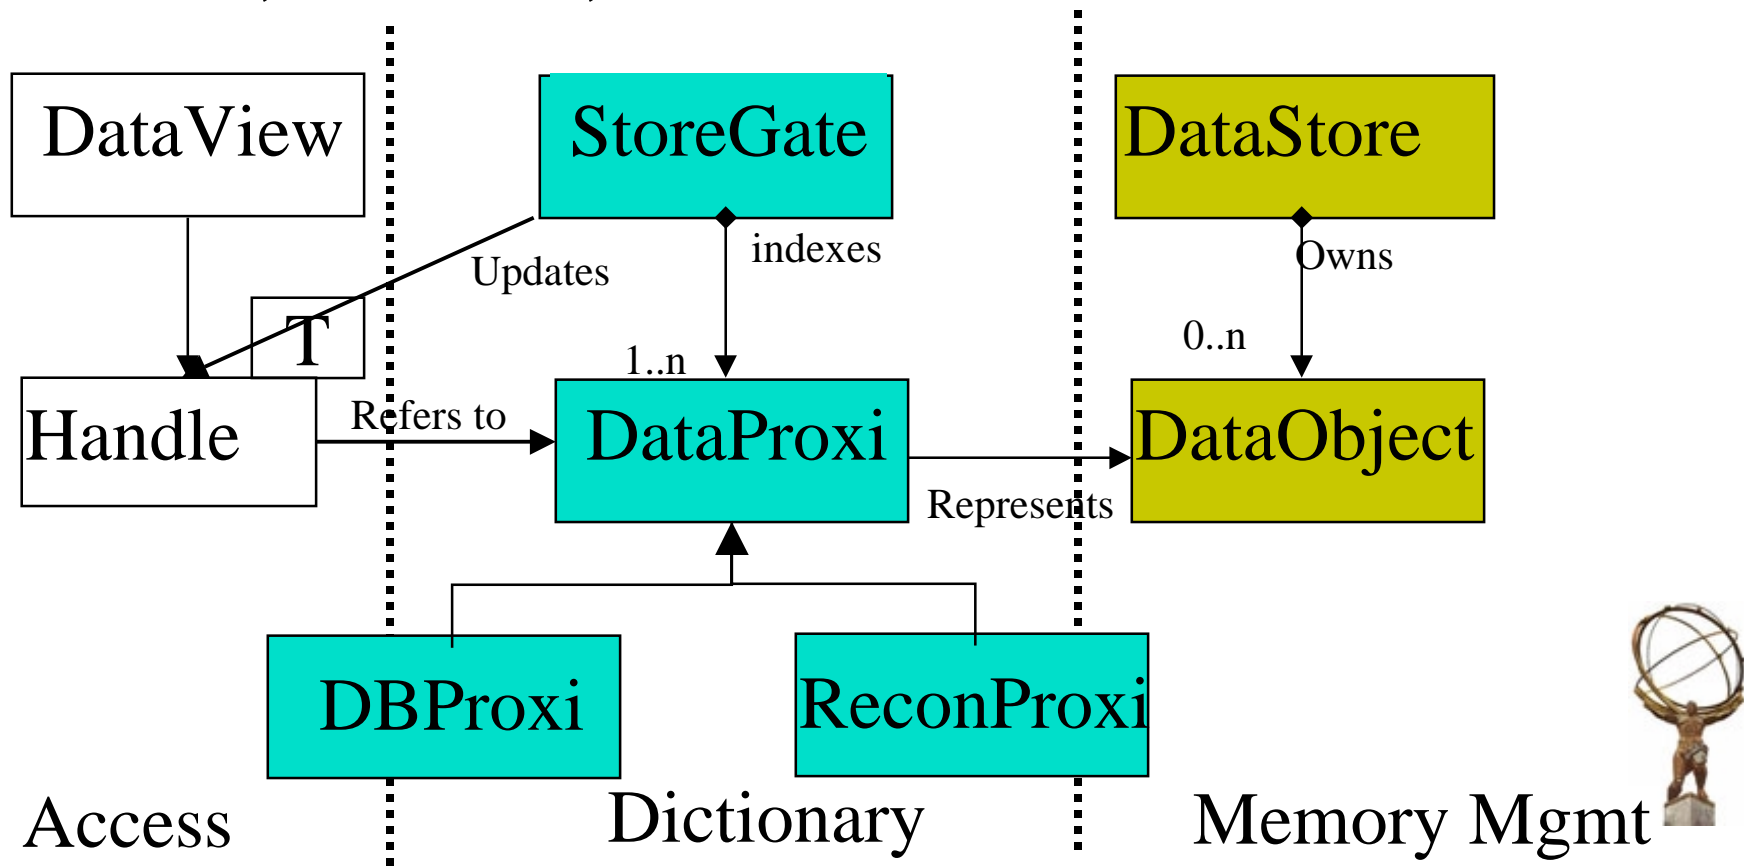 DataView
StoreGate
DataStore
Updates
indexes
Owns
T
1..n
0..n
Handle
Refers to
DataProxi
Represents
DataObject
DBProxi
ReconProxi
Access
Dictionary
Memory Mgmt